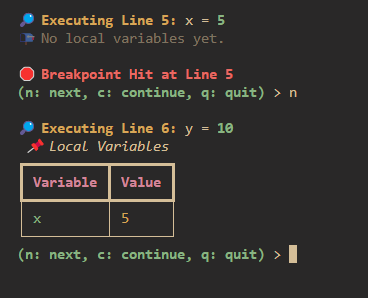 Executing Line 5: x = 5
No local variables yet.
Breakpoint Hit at Line 5
(n: next, c: continue, q: quit) > n
Executing Line 6: y = 10
Local Variables
Variable Value
x 5
(n: next, c: continue, q: quit) >